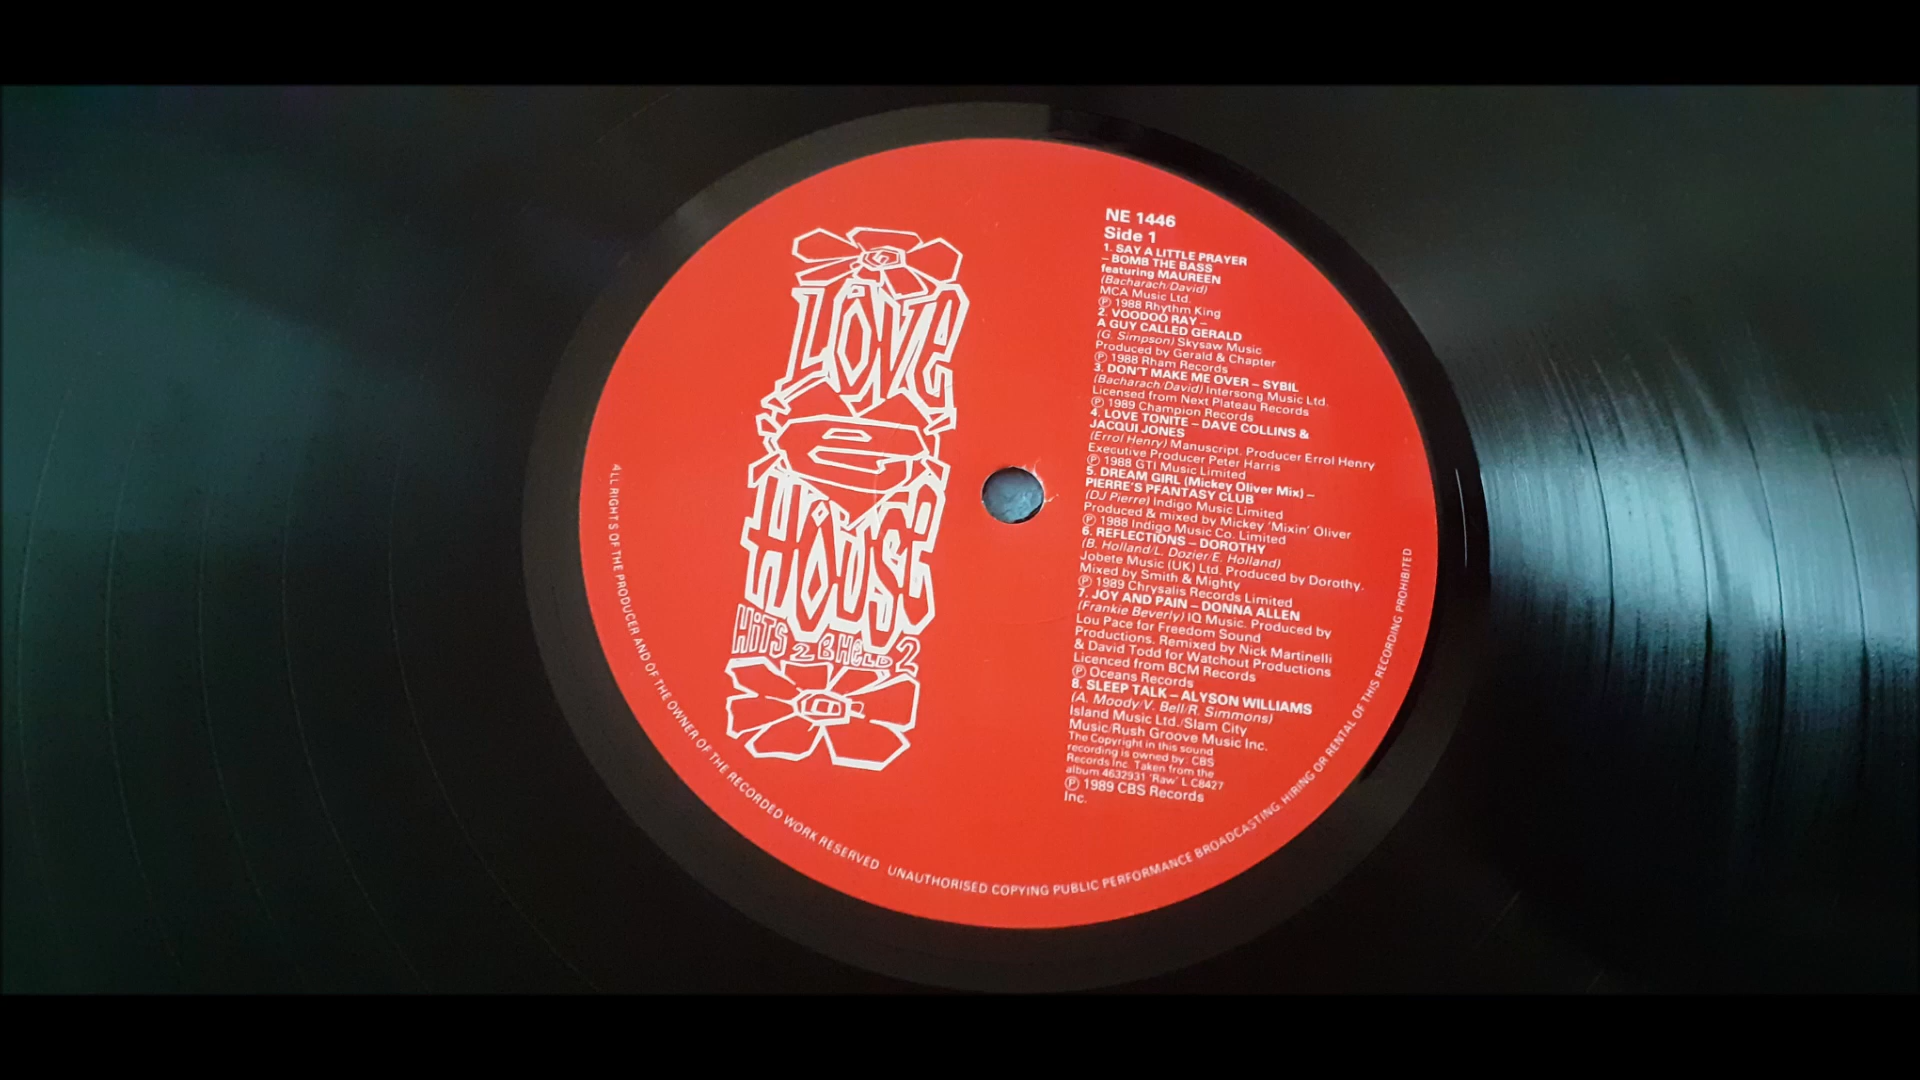 LOVE
HOUSE
HiTS 2 B HeLD 2
NE 1446
Side 1
1. SAY A LITTLE PRAYER
– BOMB THE BASS
featuring MAUREEN
(Bacharach/David)
MCA Music Ltd.
Ⓟ 1988 Rhythm King
2. VOODOO RAY –
A GUY CALLED GERALD
(G. Simpson) Skysaw Music
Produced by Gerald & Chapter
Ⓟ 1988 Rham Records
3. DON'T MAKE ME OVER – SYBIL
(Bacharach/David) Intersong Music Ltd.
Licensed from Next Plateau Records
Ⓟ 1989 Champion Records
4. LOVE TONITE – DAVE COLLINS &
JACQUI JONES
(Errol Henry) Manuscript. Producer Errol Henry
Executive Producer Peter Harris
Ⓟ 1988 GTI Music Limited
5. DREAM GIRL (Mickey Oliver Mix) –
PIERRE'S PFANTASY CLUB
(DJ Pierre) Indigo Music Limited
Produced & mixed by Mickey 'Mixin' Oliver
Ⓟ 1988 Indigo Music Co. Limited
6. REFLECTIONS – DOROTHY
(B. Holland/L. Dozier/E. Holland)
Jobete Music (UK) Ltd. Produced by Dorothy.
Mixed by Smith & Mighty
Ⓟ 1989 Chrysalis Records Limited
7. JOY AND PAIN – DONNA ALLEN
(Frankie Beverly) IQ Music. Produced by
Lou Pace for Freedom Sound
Productions. Remixed by Nick Martinelli
& David Todd for Watchout Productions
Licenced from BCM Records
Ⓟ Oceans Records
8. SLEEP TALK – ALYSON WILLIAMS
(A. Moody/V. Bell/R. Simmons)
Island Music Ltd./Slam City
Music/Rush Groove Music Inc.
The Copyright in this sound
recording is owned by: CBS
Records Inc. Taken from the
album 4632931 'Raw' LC8427
Ⓟ 1989 CBS Records
Inc.
ALL RIGHTS OF THE PRODUCER AND OF THE OWNER OF THE RECORDED WORK RESERVED UNAUTHORISED COPYING PUBLIC PERFORMANCE BROADCASTING. HIRING OR RENTAL OF THIS RECORDING PROHIBITED